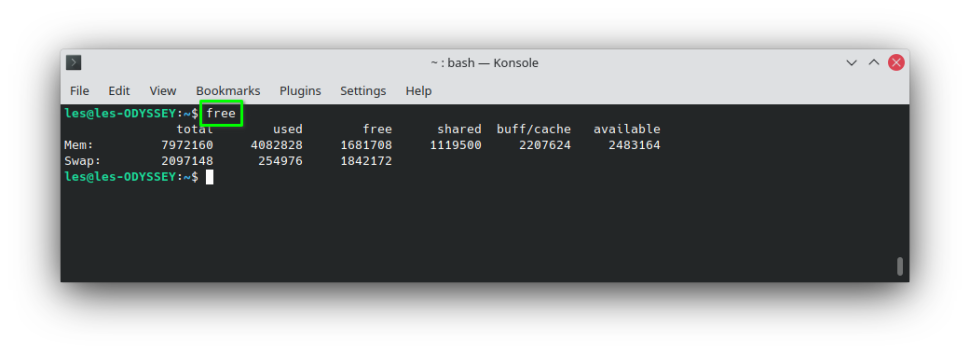 ~ : bash — Konsole
File Edit View Bookmarks Plugins Settings Help
les@les-ODYSSEY:~$ free
total used free shared buff/cache available
Mem: 7972160 4082828 1681708 1119500 2207624 2483164
Swap: 2097148 254976 1842172
les@les-ODYSSEY:~$